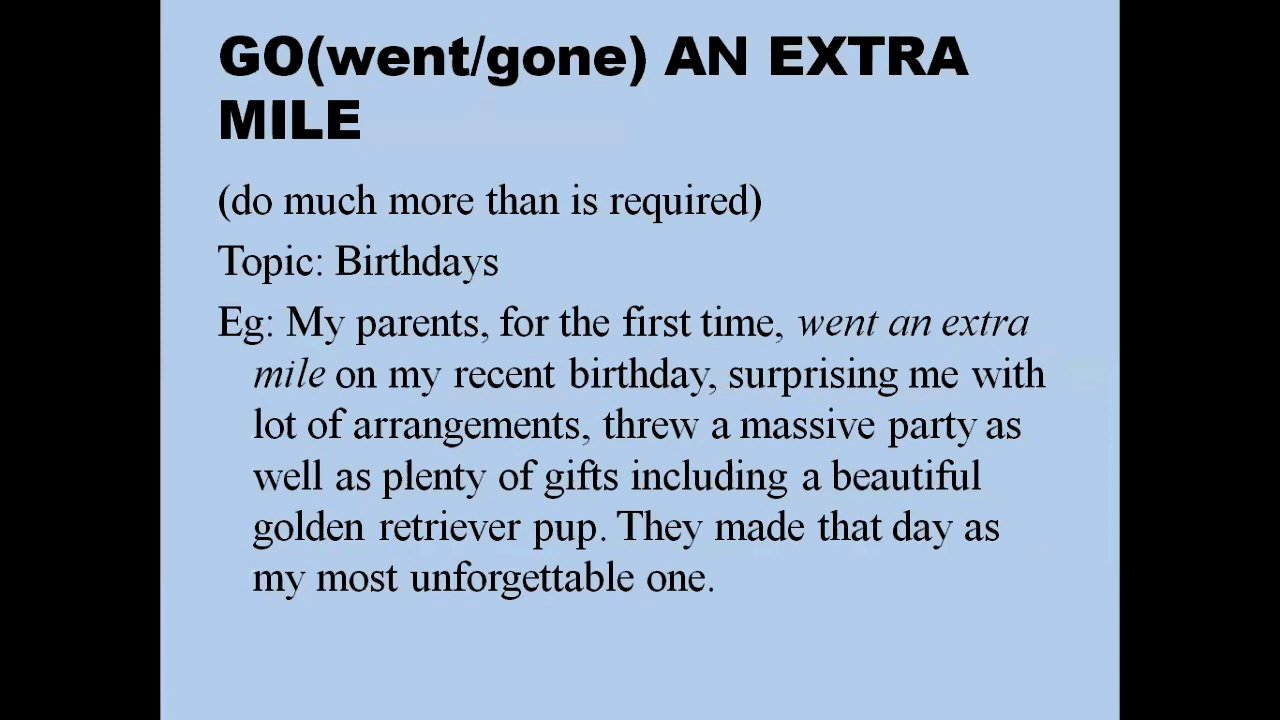 GO(went/gone) AN EXTRA
MILE
(do much more than is required)
Topic: Birthdays
Eg: My parents, for the first time, went an extra
mile on my recent birthday, surprising me with
lot of arrangements, threw a massive party as
well as plenty of gifts including a beautiful
golden retriever pup. They made that day as
my most unforgettable one.